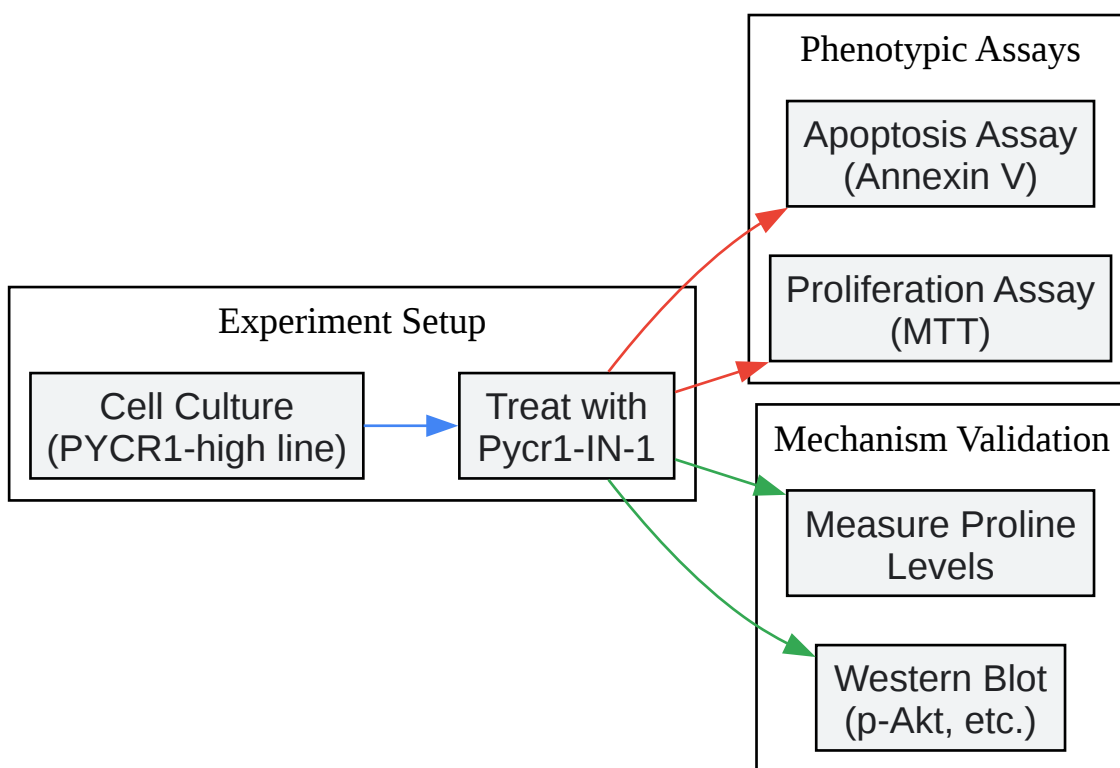 Experiment Setup
Cell Culture
(PYCR1-high line)
Treat with
Pycr1-IN-1
Phenotypic Assays
Apoptosis Assay
(Annexin V)
Proliferation Assay
(MTT)
Mechanism Validation
Measure Proline
Levels
Western Blot
(p-Akt, etc.)